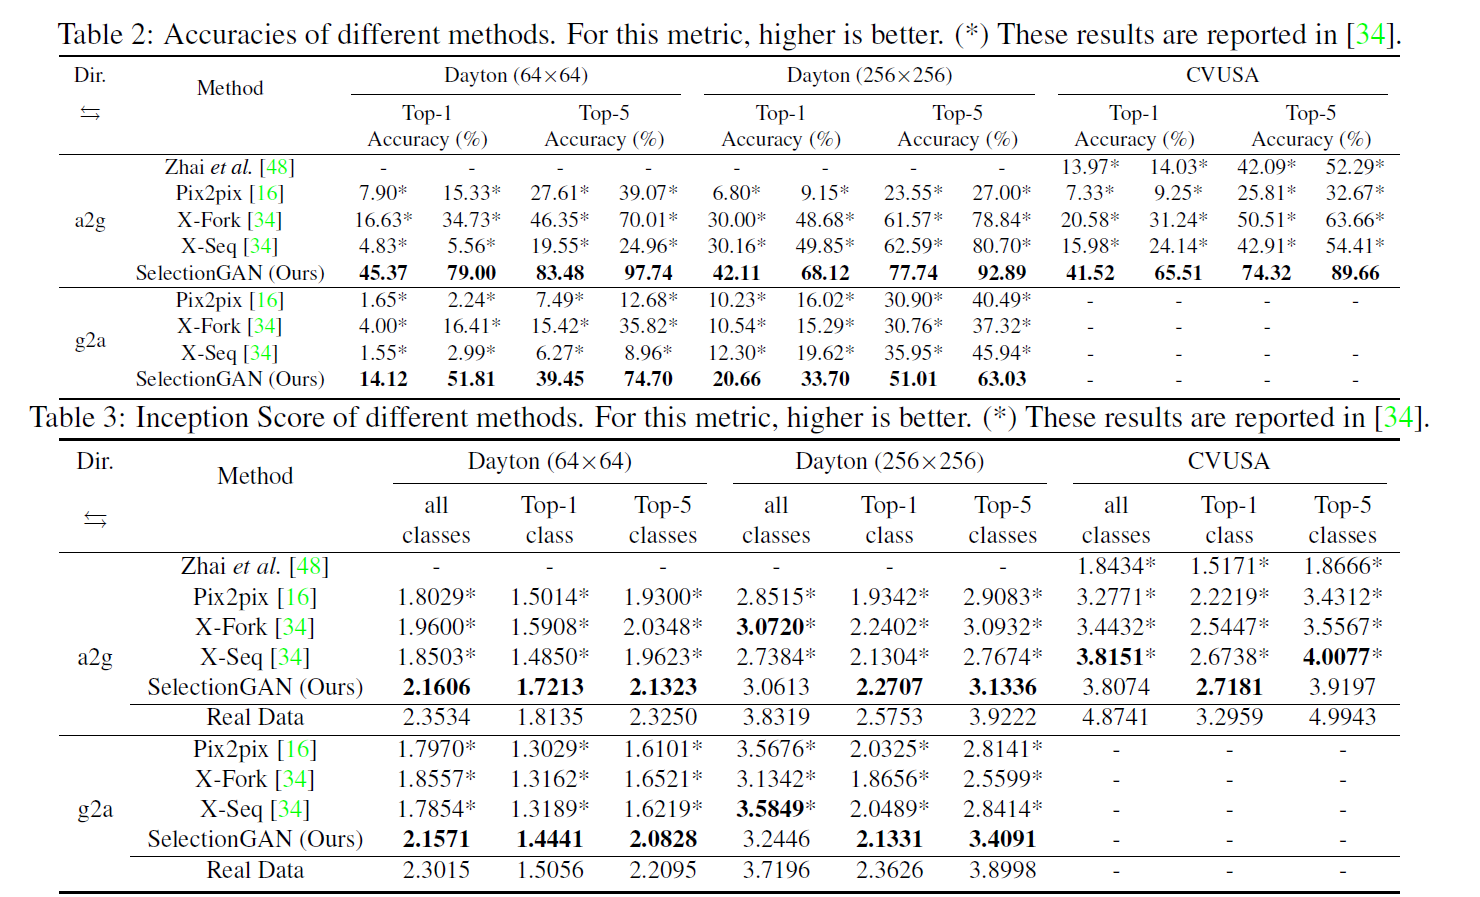 Table 2: Accuracies of different methods. For this metric, higher is better. (*) These results are reported in [34].
Dir. Method Dayton (64×64) Dayton (256×256) CVUSA
⇆ Top-1 Top-5 Top-1 Top-5 Top-1 Top-5
Accuracy (%) Accuracy (%) Accuracy (%) Accuracy (%) Accuracy (%) Accuracy (%)
Zhai et al. [48] - - - - - - - - 13.97* 14.03* 42.09* 52.29*
Pix2pix [16] 7.90* 15.33* 27.61* 39.07* 6.80* 9.15* 23.55* 27.00* 7.33* 9.25* 25.81* 32.67*
a2g X-Fork [34] 16.63* 34.73* 46.35* 70.01* 30.00* 48.68* 61.57* 78.84* 20.58* 31.24* 50.51* 63.66*
X-Seq [34] 4.83* 5.56* 19.55* 24.96* 30.16* 49.85* 62.59* 80.70* 15.98* 24.14* 42.91* 54.41*
SelectionGAN (Ours) 45.37 79.00 83.48 97.74 42.11 68.12 77.74 92.89 41.52 65.51 74.32 89.66
Pix2pix [16] 1.65* 2.24* 7.49* 12.68* 10.23* 16.02* 30.90* 40.49* - - - -
X-Fork [34] 4.00* 16.41* 15.42* 35.82* 10.54* 15.29* 30.76* 37.32* - - -
g2a X-Seq [34] 1.55* 2.99* 6.27* 8.96* 12.30* 19.62* 35.95* 45.94* - - - -
SelectionGAN (Ours) 14.12 51.81 39.45 74.70 20.66 33.70 51.01 63.03 - - - -
Table 3: Inception Score of different methods. For this metric, higher is better. (*) These results are reported in [34].
Dir. Method Dayton (64×64) Dayton (256×256) CVUSA
⇆ all Top-1 Top-5 all Top-1 Top-5 all Top-1 Top-5
classes class classes classes class classes classes class classes
Zhai et al. [48] - - - - - - 1.8434* 1.5171* 1.8666*
Pix2pix [16] 1.8029* 1.5014* 1.9300* 2.8515* 1.9342* 2.9083* 3.2771* 2.2219* 3.4312*
X-Fork [34] 1.9600* 1.5908* 2.0348* 3.0720* 2.2402* 3.0932* 3.4432* 2.5447* 3.5567*
a2g X-Seq [34] 1.8503* 1.4850* 1.9623* 2.7384* 2.1304* 2.7674* 3.8151* 2.6738* 4.0077*
SelectionGAN (Ours) 2.1606 1.7213 2.1323 3.0613 2.2707 3.1336 3.8074 2.7181 3.9197
Real Data 2.3534 1.8135 2.3250 3.8319 2.5753 3.9222 4.8741 3.2959 4.9943
Pix2pix [16] 1.7970* 1.3029* 1.6101* 3.5676* 2.0325* 2.8141* - - -
X-Fork [34] 1.8557* 1.3162* 1.6521* 3.1342* 1.8656* 2.5599* - - -
g2a X-Seq [34] 1.7854* 1.3189* 1.6219* 3.5849* 2.0489* 2.8414* - - -
SelectionGAN (Ours) 2.1571 1.4441 2.0828 3.2446 2.1331 3.4091 - - -
Real Data 2.3015 1.5056 2.2095 3.7196 2.3626 3.8998 - - -